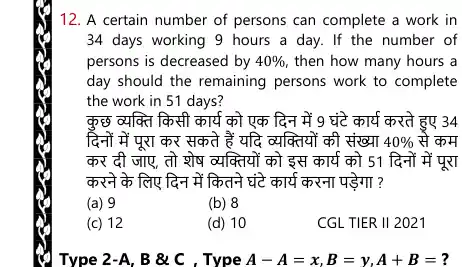 12. A certain number of persons can complete a work in
34 days working 9 hours a day. If the number of
persons is decreased by 40%, then how many hours a
day should the remaining persons work to complete
the work in 51 days?
कुछ व्यक्ति किसी कार्य को एक दिन में 9 घंटे कार्य करते हुए 34
दिनों में पूरा कर सकते हैं यदि व्यक्तियों की संख्या 40% से कम
कर दी जाए, तो शेष व्यक्तियों को इस कार्य को 51 दिनों में पूरा
करने के लिए दिन में कितने घंटे कार्य करना पड़ेगा ?
(a) 9 (b) 8
(c) 12 (d) 10 CGL TIER II 2021
Type 2-A, B & C , Type A − A = x, B = y, A + B = ?